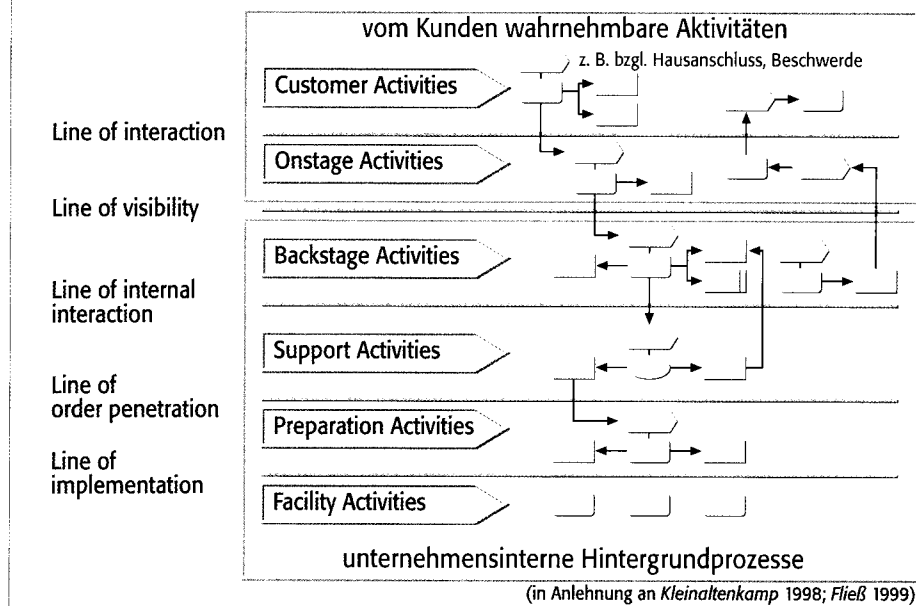 vom Kunden wahrnehmbare Aktivitäten
z. B. bzgl. Hausanschluss, Beschwerde
Customer Activities
Line of interaction
Onstage Activities
Line of visibility
Backstage Activities
Line of internal
interaction
Support Activities
Line of
order penetration
Preparation Activities
Line of
implementation
Facility Activities
unternehmensinterne Hintergrundprozesse
(in Anlehnung an Kleinaltenkamp 1998; Fließ 1999)